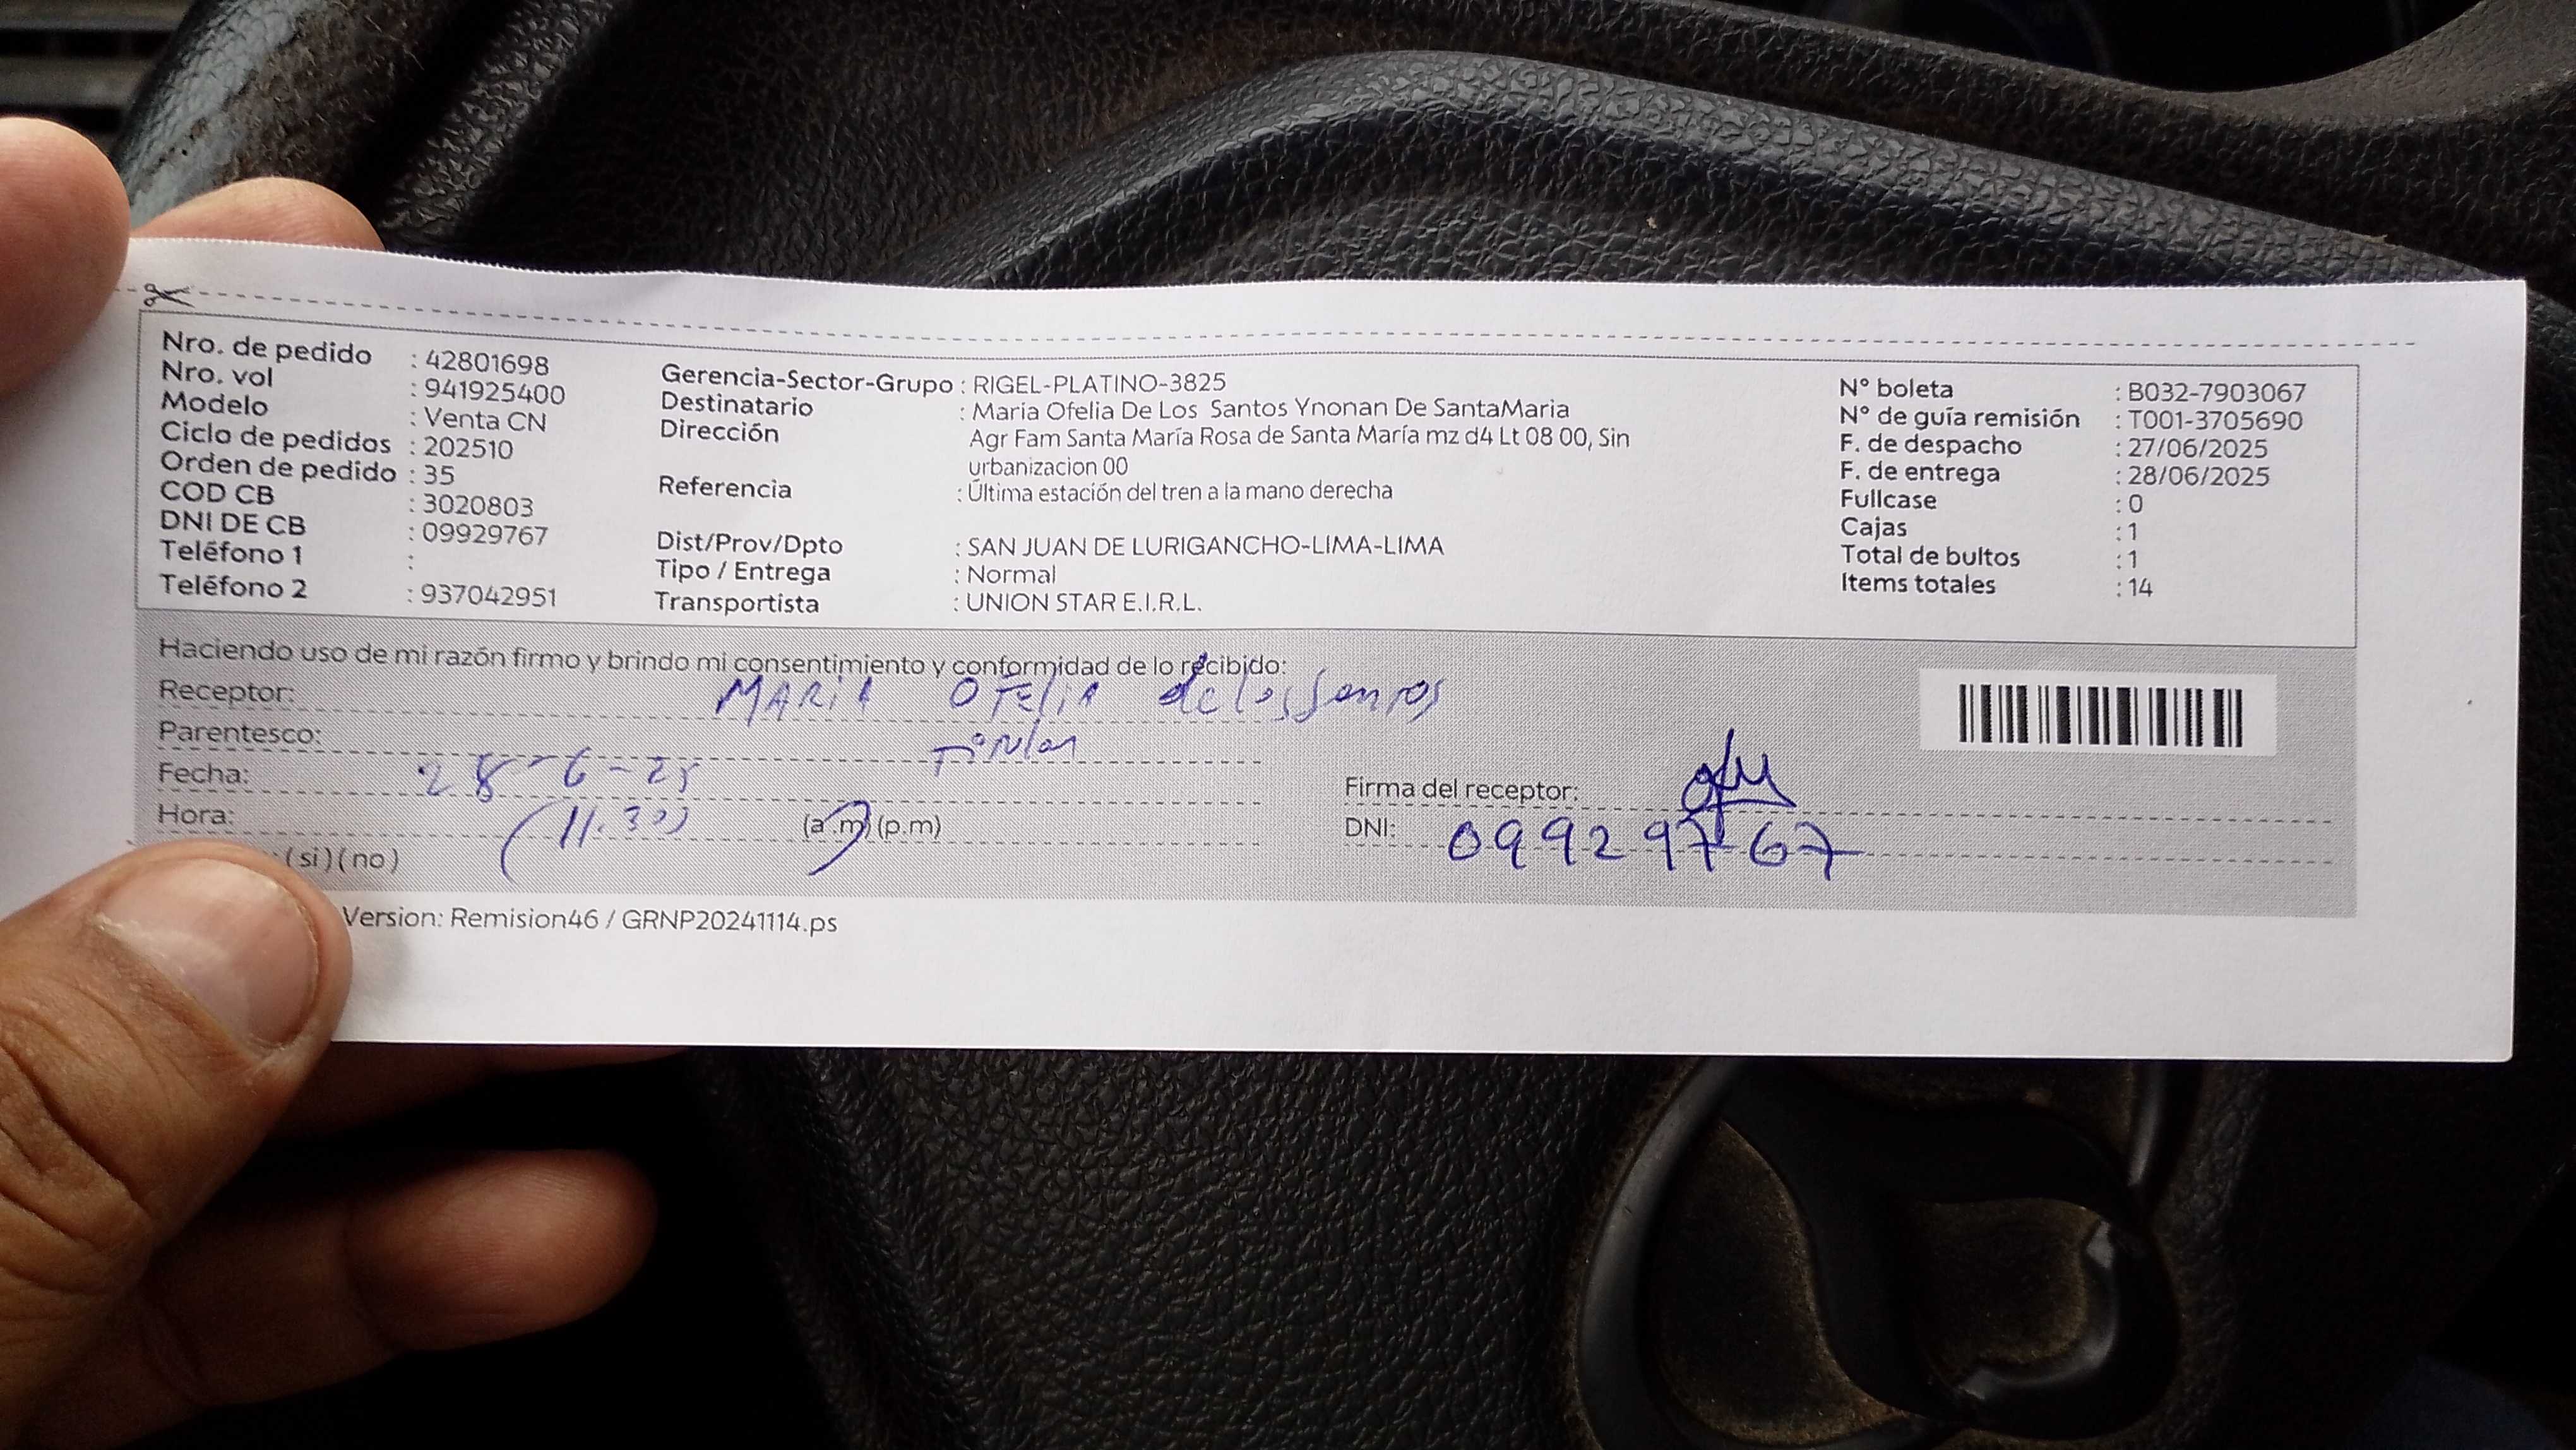 Nro. de pedido : 42801698
Nro. vol : 941925400
Modelo : Venta CN
Ciclo de pedidos : 202510
Orden de pedido : 35
COD CB : 3020803
DNI DE CB : 09929767
Teléfono 1 :
Teléfono 2 : 937042951
Gerencia-Sector-Grupo : RIGEL-PLATINO-3825
Destinatario : Maria Ofelia De Los Santos Ynonan De SantaMaria
Dirección Agr Fam Santa María Rosa de Santa María mz d4 Lt 08 00, Sin
urbanizacion 00
Referencia : Última estación del tren a la mano derecha
Dist/Prov/Dpto : SAN JUAN DE LURIGANCHO-LIMA-LIMA
Tipo / Entrega : Normal
Transportista : UNION STAR E.I.R.L.
N° boleta : B032-7903067
N° de guía remisión : T001-3705690
F. de despacho : 27/06/2025
F. de entrega : 28/06/2025
Fullcase : 0
Cajas : 1
Total de bultos : 1
Items totales : 14
Haciendo uso de mi razón firmo y brindo mi consentimiento y conformidad de lo recibido:
Receptor: MARIA OFELIA de los Santos
Parentesco: Titular
Fecha: 28-6-25
Hora: (11.30) (a.m) (p.m)
(si) (no)
Firma del receptor:
DNI: 09929767
Version: Remision46 / GRNP20241114.ps